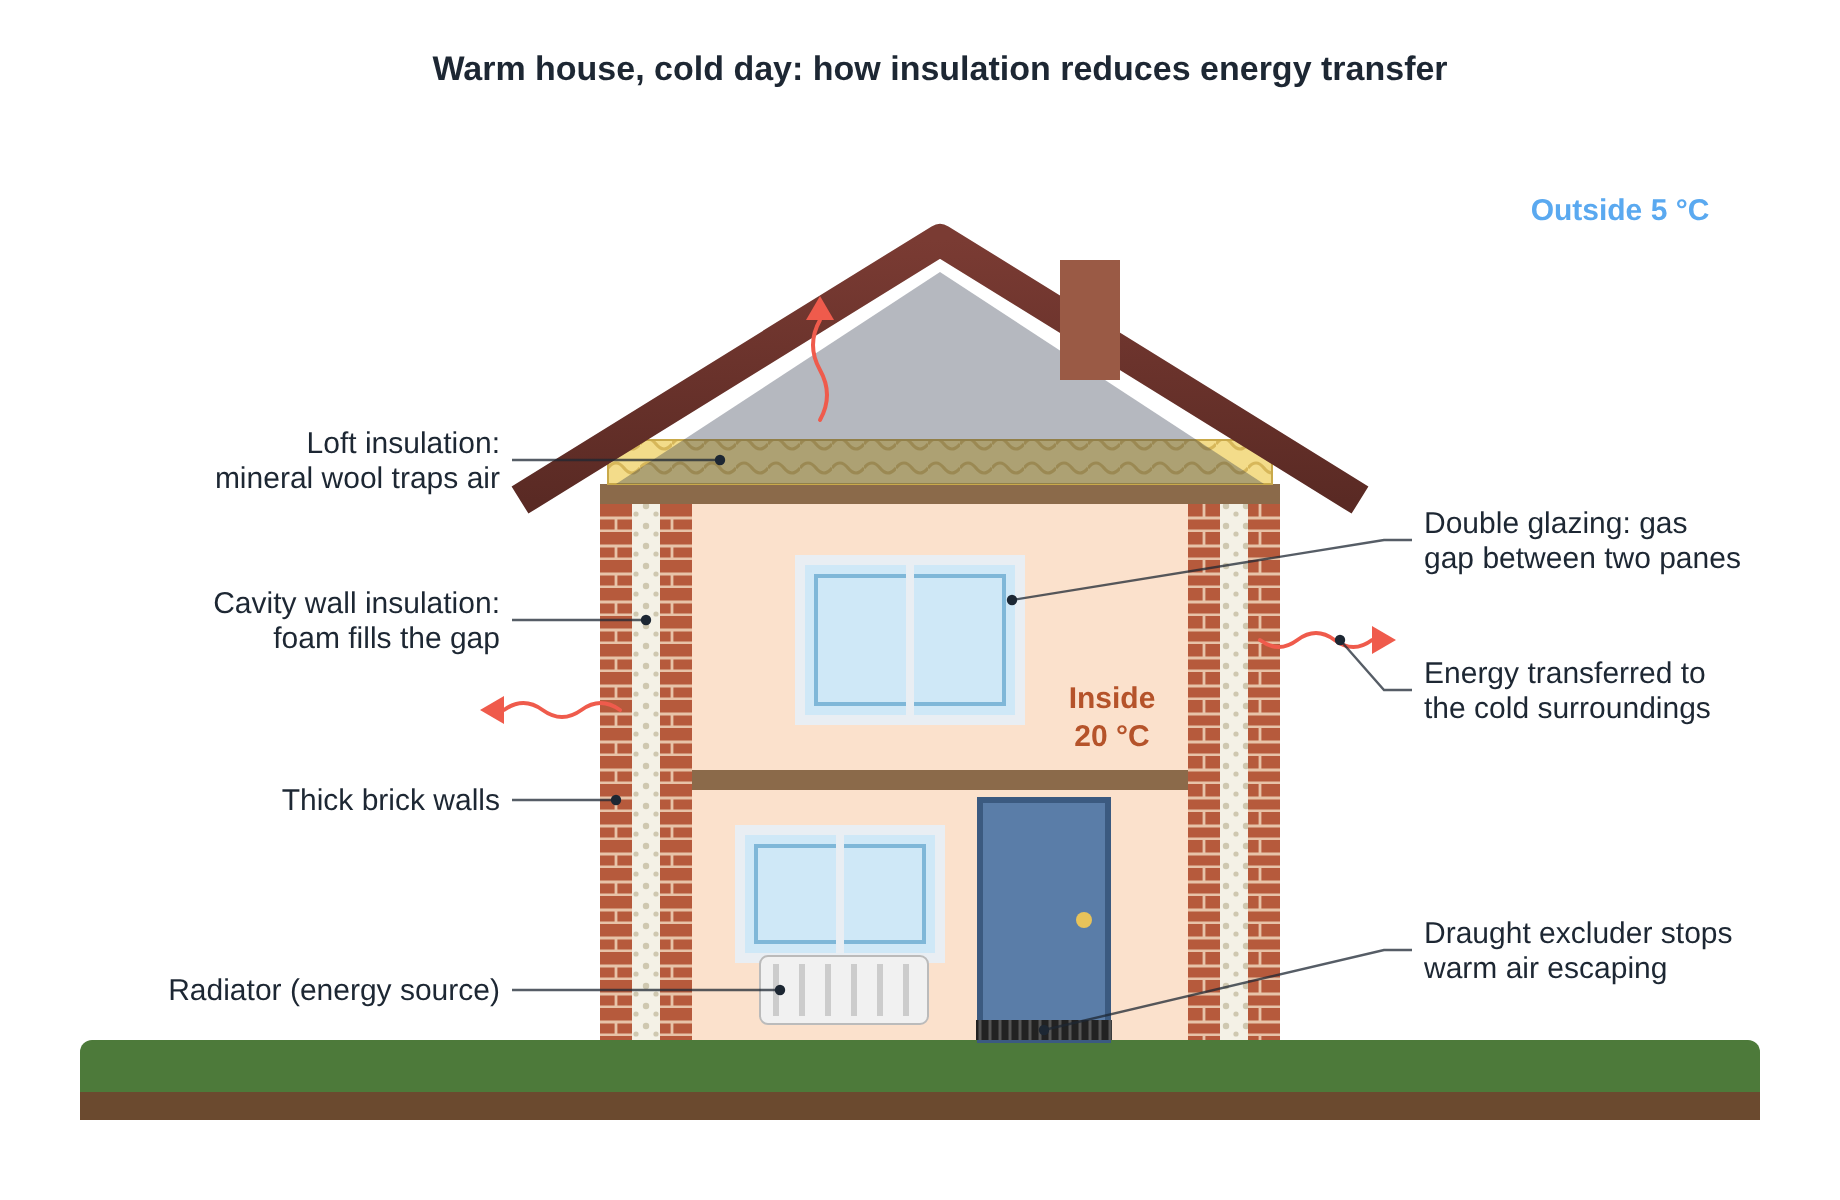 Warm house, cold day: how insulation reduces energy transfer
Outside 5 °C
Loft insulation:
mineral wool traps air
Double glazing: gas
gap between two panes
Cavity wall insulation:
foam fills the gap
Energy transferred to
the cold surroundings
Inside
20 °C
Thick brick walls
Draught excluder stops
warm air escaping
Radiator (energy source)